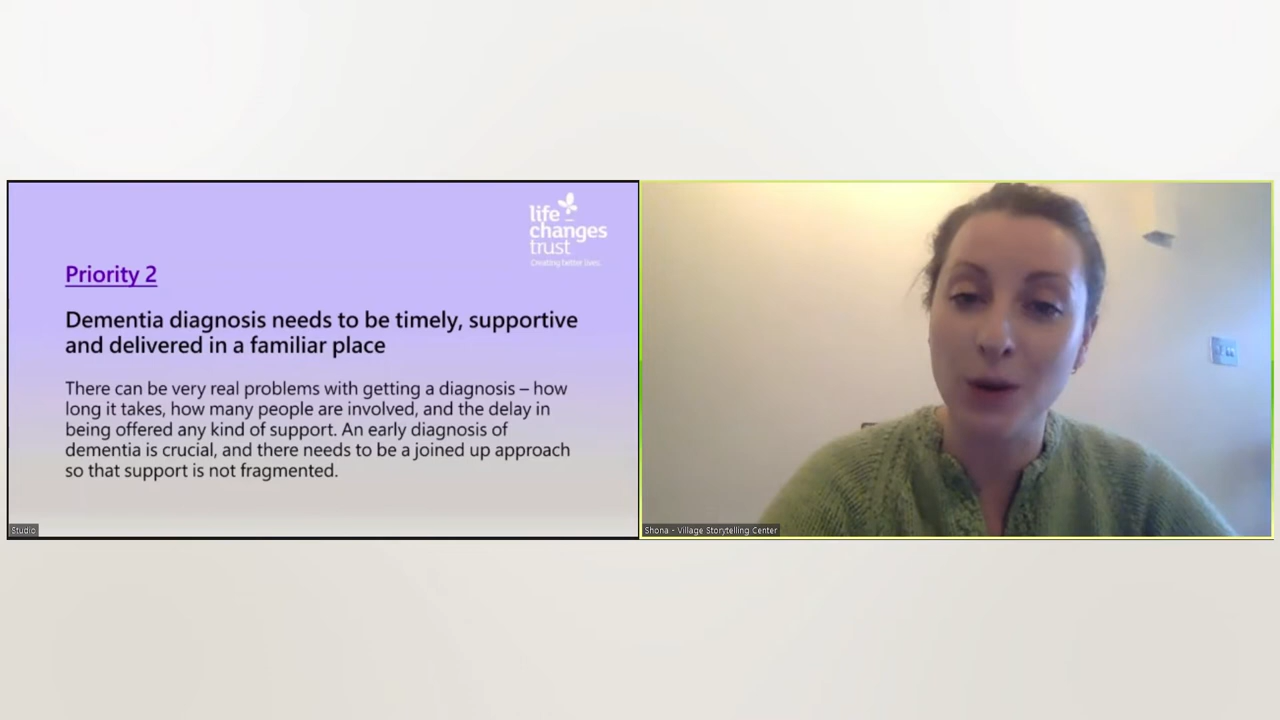 life
changes
trust
Creating better lives.
Priority 2
Dementia diagnosis needs to be timely, supportive
and delivered in a familiar place
There can be very real problems with getting a diagnosis – how
long it takes, how many people are involved, and the delay in
being offered any kind of support. An early diagnosis of
dementia is crucial, and there needs to be a joined up approach
so that support is not fragmented.
Studio
Shona - Village Storytelling Center